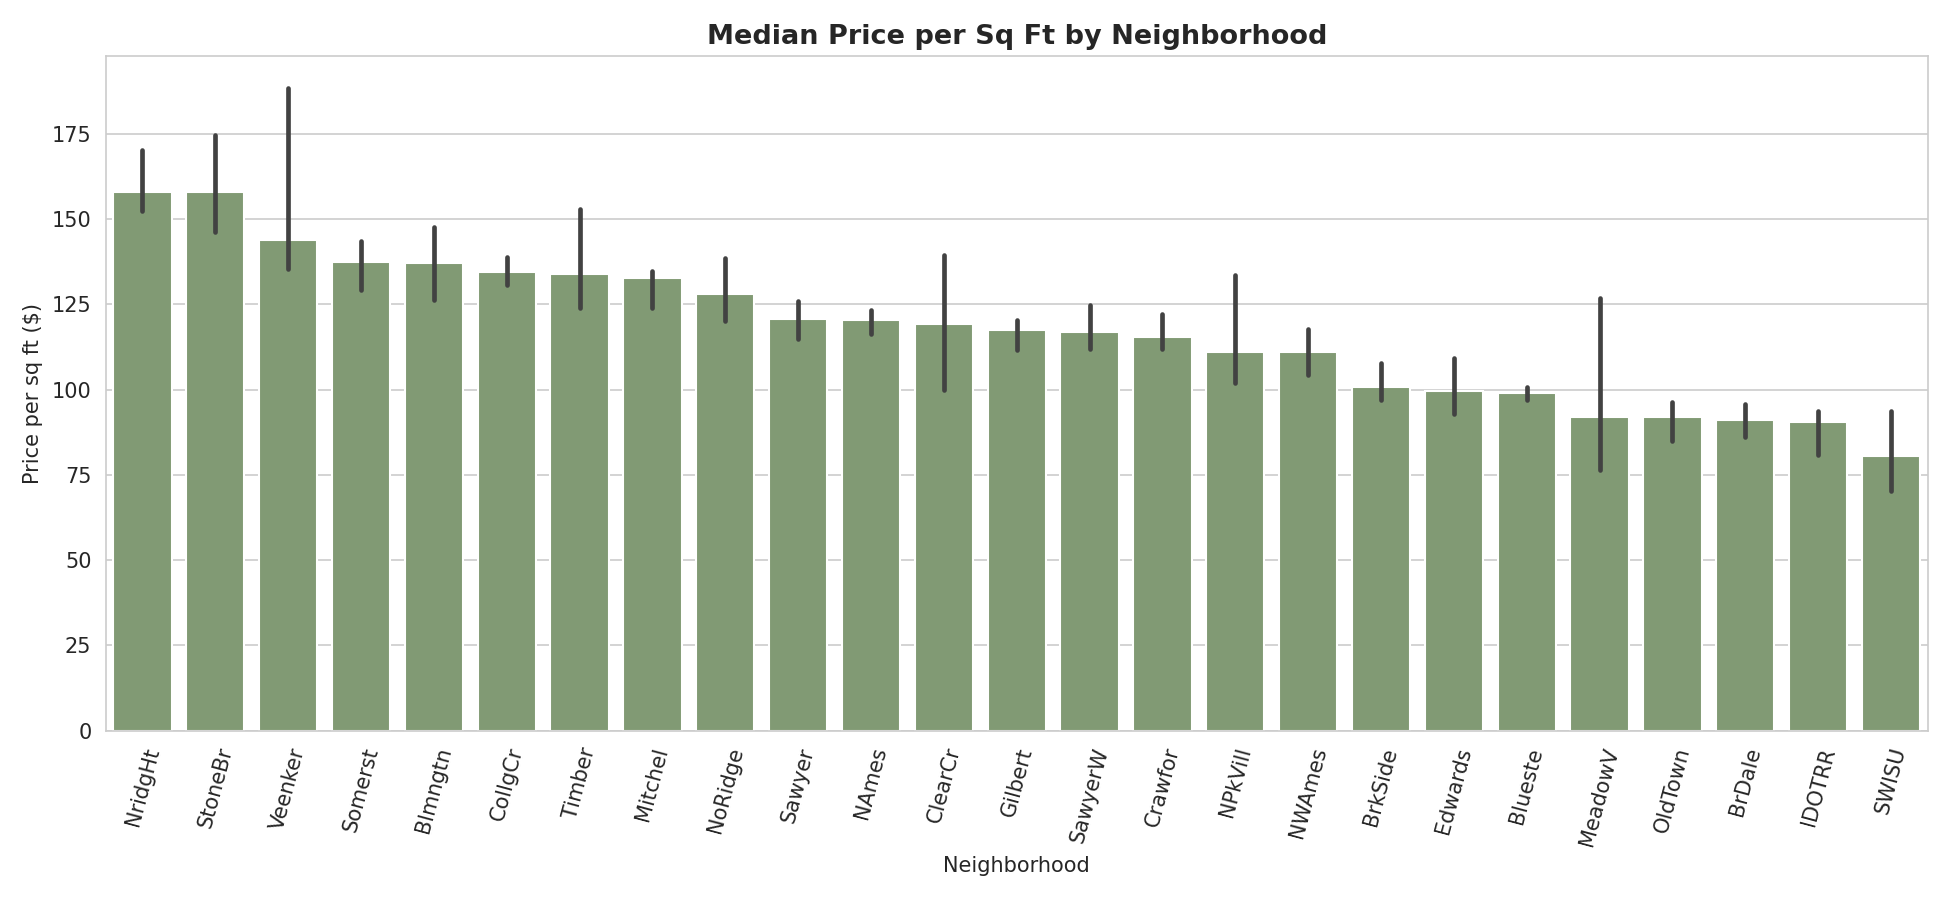 Median Price per Sq Ft by Neighborhood
Price per sq ft ($)
175
150
125
100
75
50
25
0
NridgHt
StoneBr
Veenker
Somerst
Blmngtn
CollgCr
Timber
Mitchel
NoRidge
Sawyer
NAmes
ClearCr
Gilbert
SawyerW
Crawfor
NPkVill
NWAmes
BrkSide
Edwards
Blueste
MeadowV
OldTown
BrDale
IDOTRR
SWISU
Neighborhood